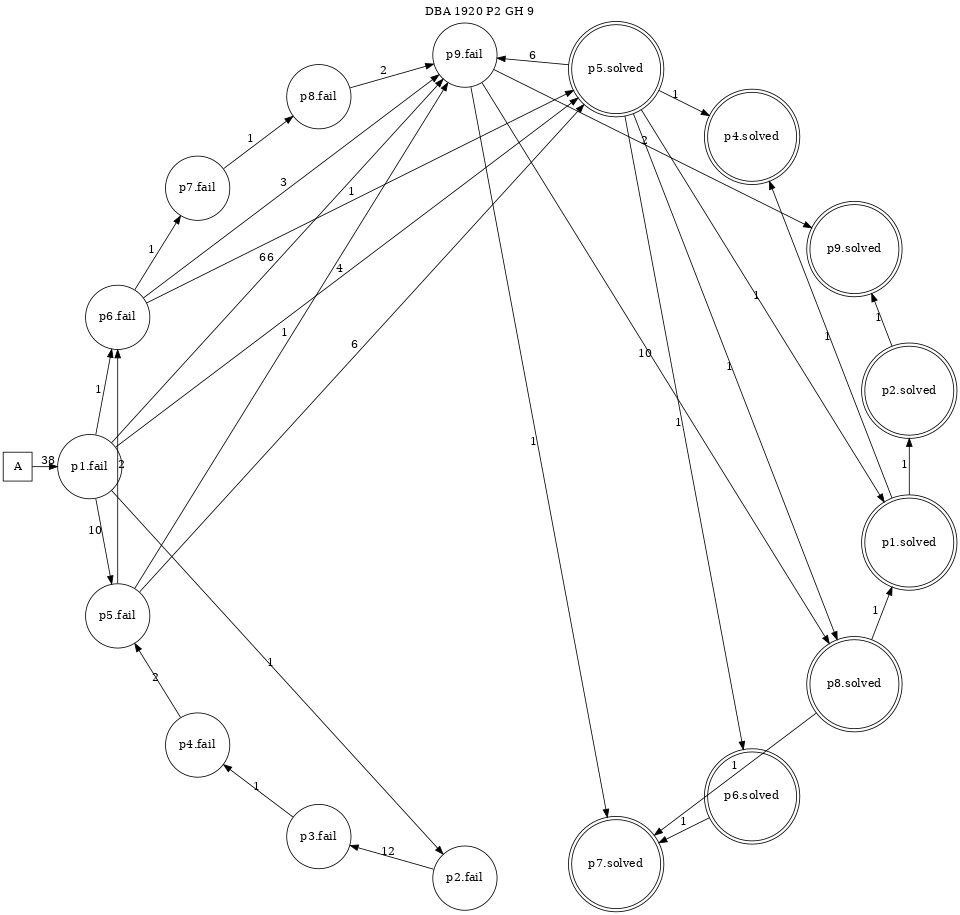 DBA 1920 P2 GH 9
p9.fail
p5.solved
6
2
p8.fail
1
p4.solved
1
2
p7.fail
3
1
p9.solved
1
66
4
p6.fail
1
1
1
1
6
10
1
p2.solved
1
A
38
p1.fail
2
1
1
1
10
p1.solved
p5.fail
1
1
2
p8.solved
p4.fail
1
1
p6.solved
1
p3.fail
12
p7.solved
p2.fail